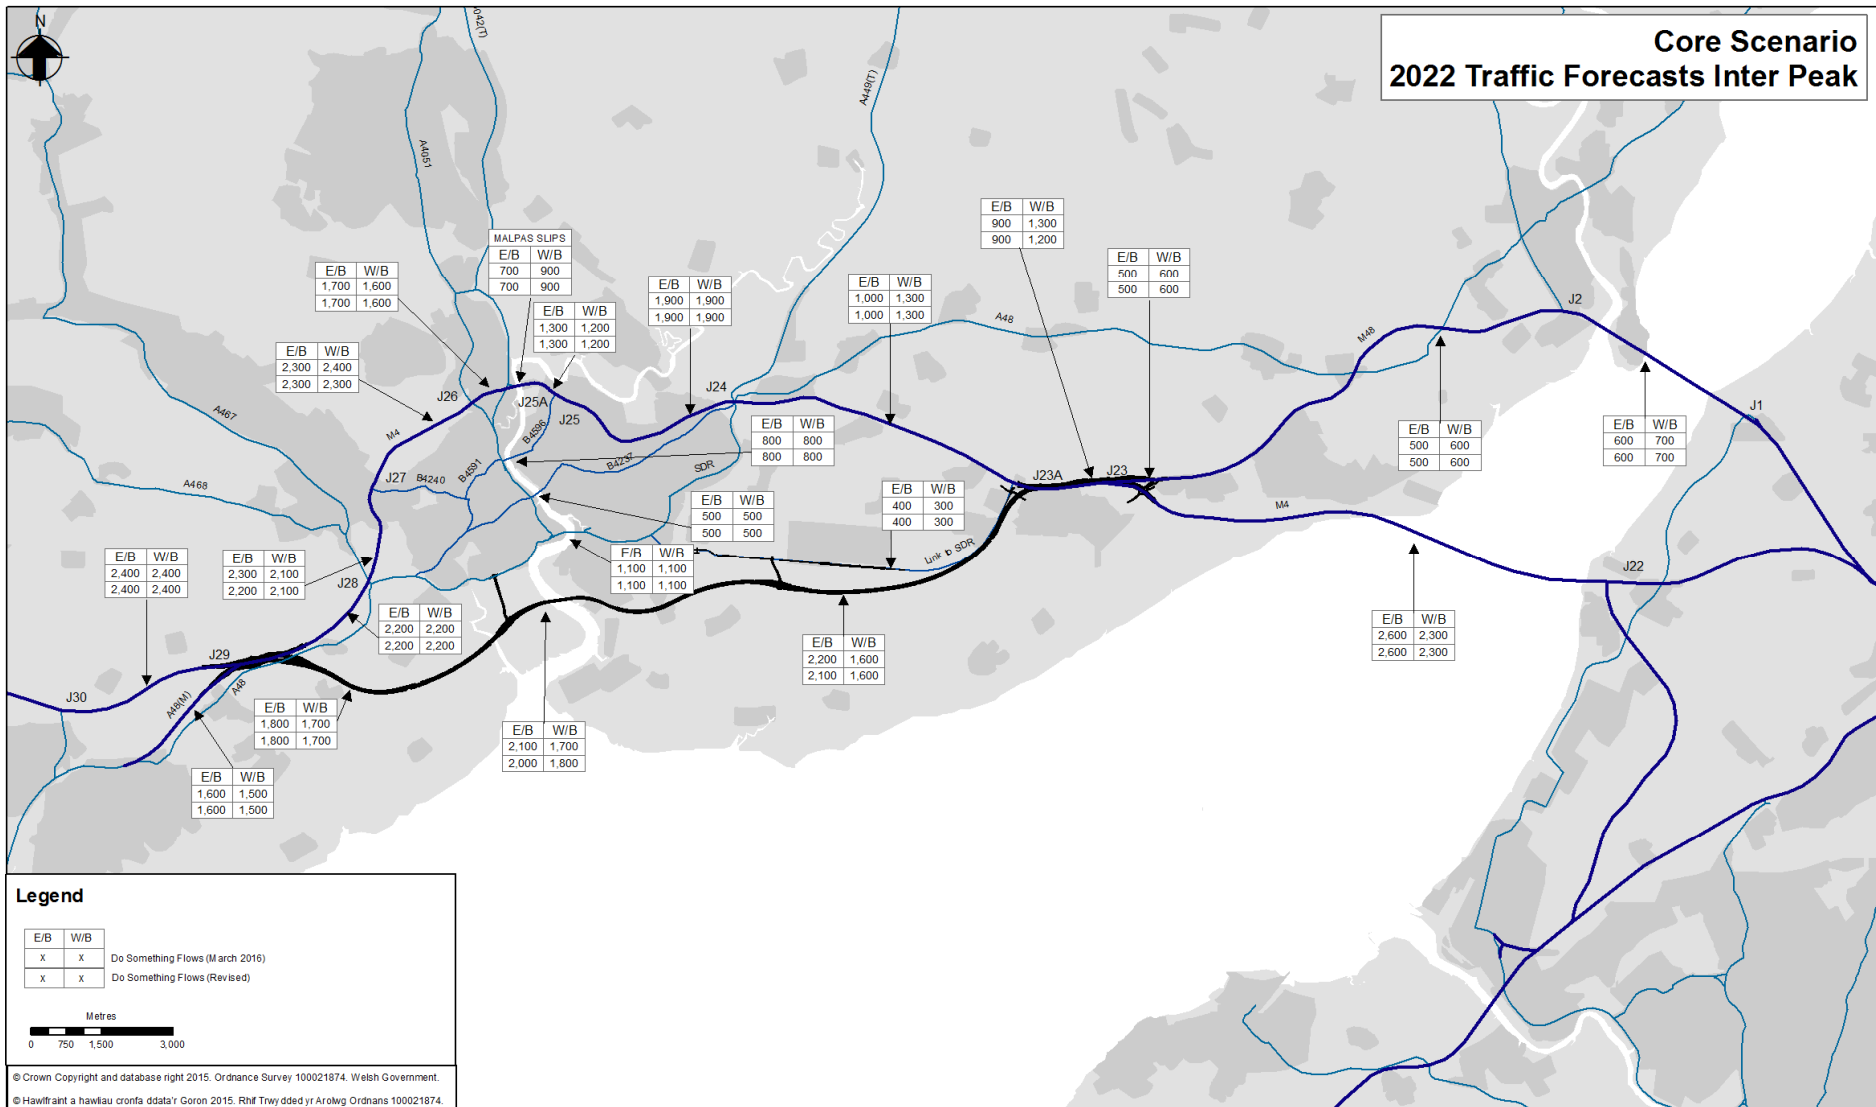 N
Core Scenario
2022 Traffic Forecasts Inter Peak
A4051
A449(T)
E/B W/B
900 1,300
900 1,200
MALPAS SLIPS
E/B W/B
700 900
700 900
E/B W/B
500 600
500 600
E/B W/B
1,700 1,600
1,700 1,600
E/B W/B
1,900 1,900
1,900 1,900
E/B W/B
1,000 1,300
1,000 1,300
E/B W/B
1,300 1,200
1,300 1,200
J2
A48
M48
E/B W/B
2,300 2,400
2,300 2,300
J26
J25A
J25
J24
J1
A467
M4
B4596
E/B W/B
800 800
800 800
E/B W/B
500 600
500 600
E/B W/B
600 700
600 700
A468
J27
B4240
B4591
B4237
SDR
J23A
J23
E/B W/B
400 300
400 300
E/B W/B
500 500
500 500
M4
E/B W/B
2,400 2,400
2,400 2,400
E/B W/B
2,300 2,100
2,200 2,100
J28
E/B W/B
1,100 1,100
1,100 1,100
Link to SDR
J22
E/B W/B
2,200 2,200
2,200 2,200
E/B W/B
2,600 2,300
2,600 2,300
E/B W/B
2,200 1,600
2,100 1,600
J29
J30
A48(M)
A48
E/B W/B
1,800 1,700
1,800 1,700
E/B W/B
2,100 1,700
2,000 1,800
E/B W/B
1,600 1,500
1,600 1,500
Legend
E/B W/B
x x Do Something Flows (March 2016)
x x Do Something Flows (Revised)
Metres
0 750 1,500 3,000
© Crown Copyright and database right 2015. Ordnance Survey 100021874. Welsh Government.
© Hawlfraint a hawliau cronfa ddata'r Goron 2015. Rhif Trwydded yr Arolwg Ordnans 100021874.